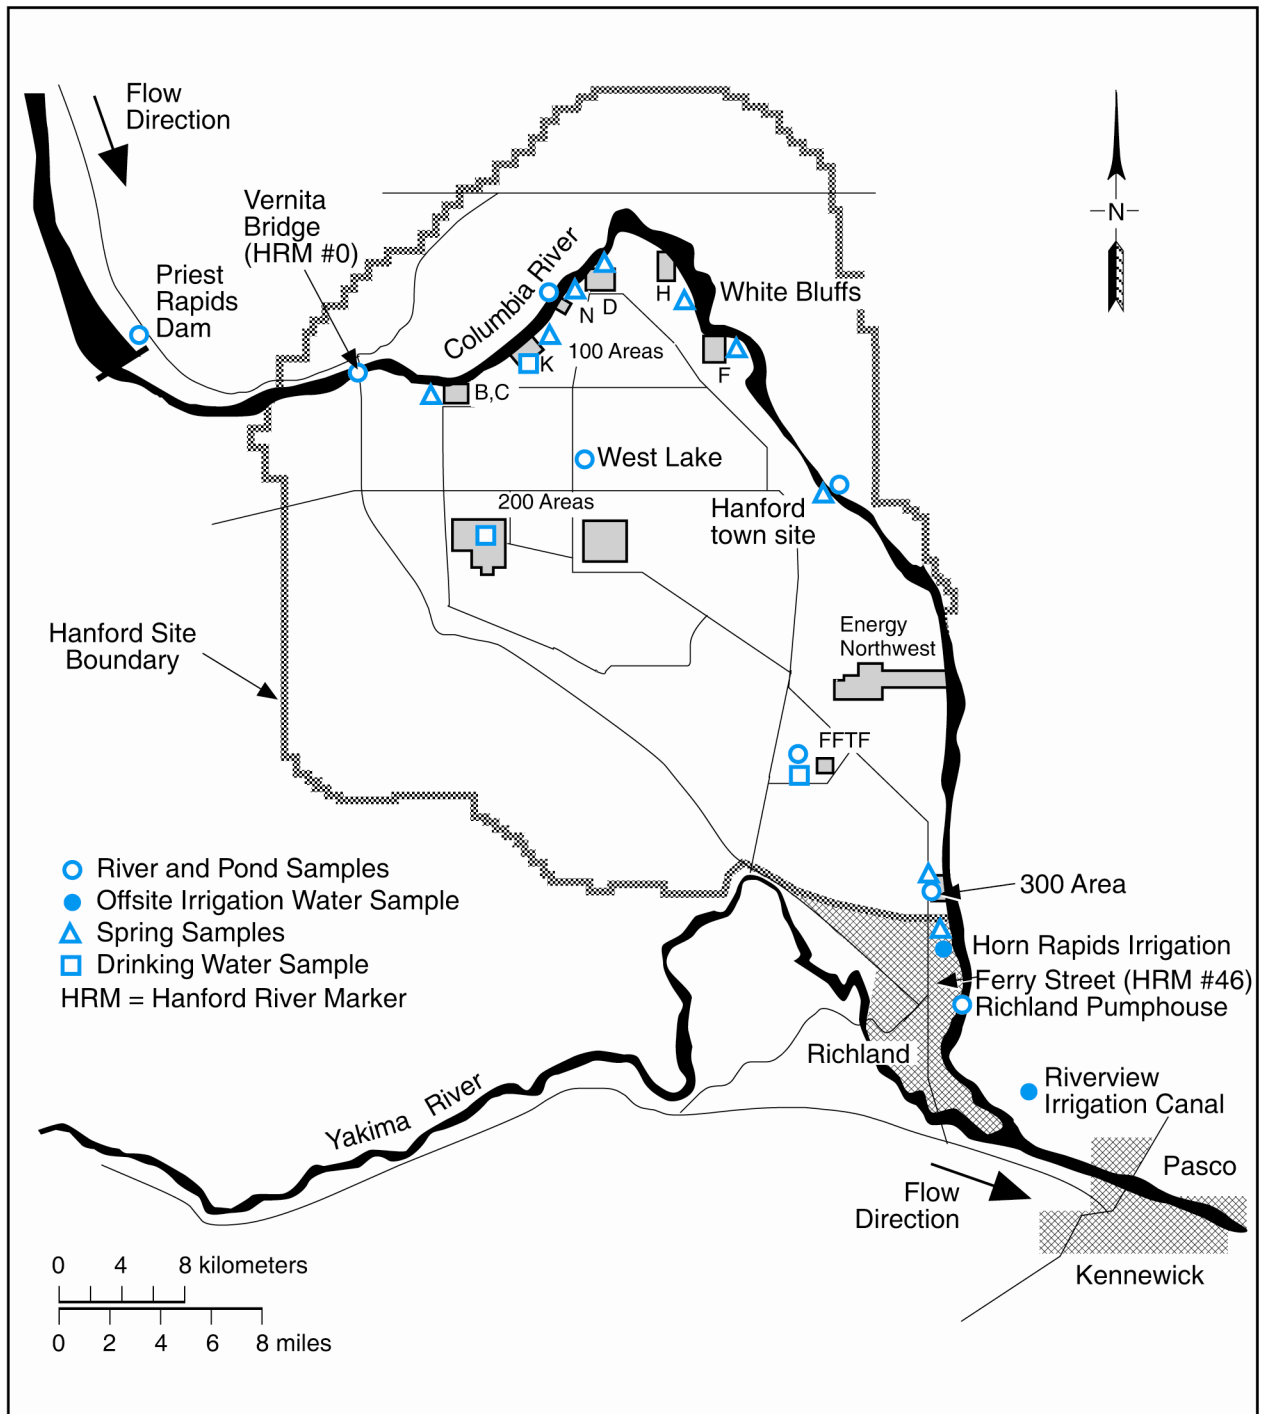 Flow
Direction
Vernita
Bridge
(HRM #0)
N
Priest
Rapids
Dam
Columbia River
White Bluffs
H
N
D
100 Areas
K
F
B,C
West Lake
200 Areas
Hanford
town site
Hanford Site
Boundary
Energy
Northwest
FFTF
River and Pond Samples
Offsite Irrigation Water Sample
Spring Samples
Drinking Water Sample
HRM = Hanford River Marker
300 Area
Horn Rapids Irrigation
Ferry Street (HRM #46)
Richland Pumphouse
Richland
Riverview
Irrigation Canal
Yakima River
Pasco
Flow
Direction
Kennewick
0 4 8 kilometers
0 2 4 6 8 miles